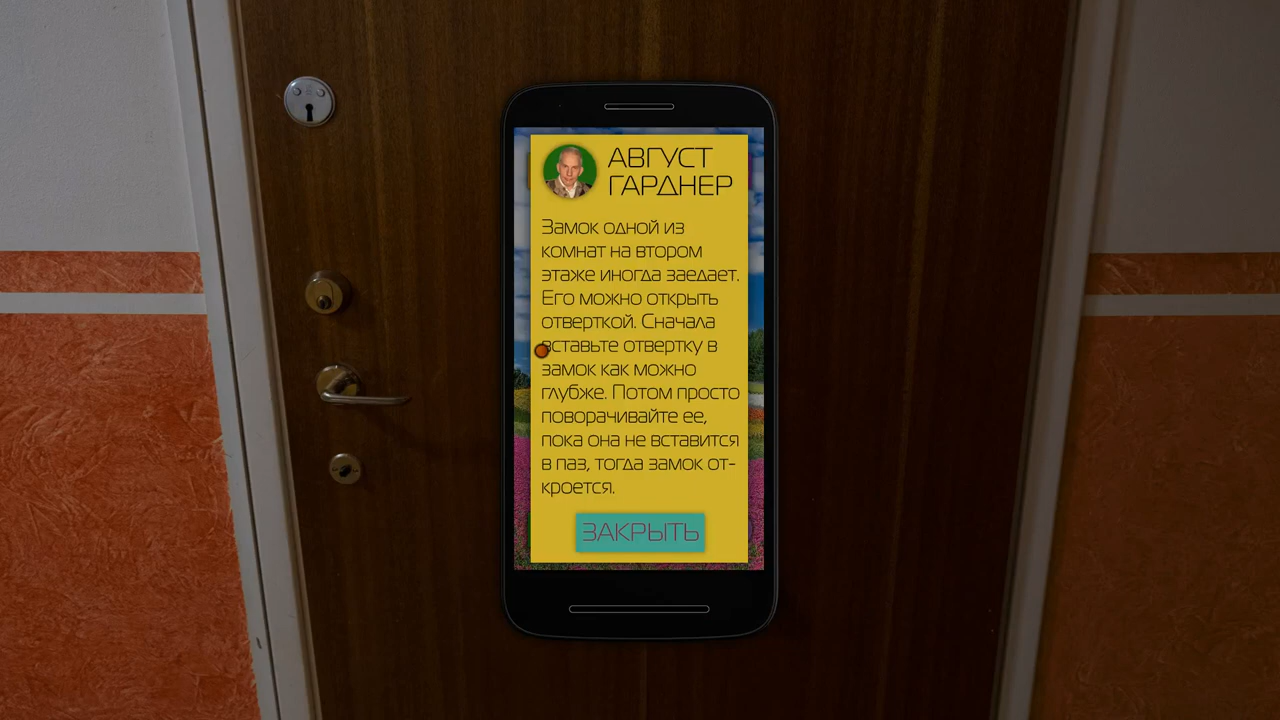 АВГУСТ
ГАРДНЕР
Замок одной из
комнат на втором
этаже иногда заедает.
Его можно открыть
отверткой. Сначала
вставьте отвертку в
замок как можно
глубже. Потом просто
поворачивайте ее,
пока она не вставится
в паз, тогда замок от-
кроется.
ЗАКРЫТЬ